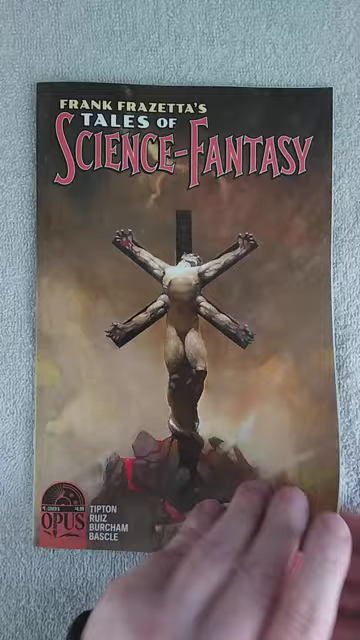 FRANK FRAZETTA'S
TALES OF
SCIENCE-FANTASY
OPUS
TIPTON
RUIZ
BURCHAM
BASCLE